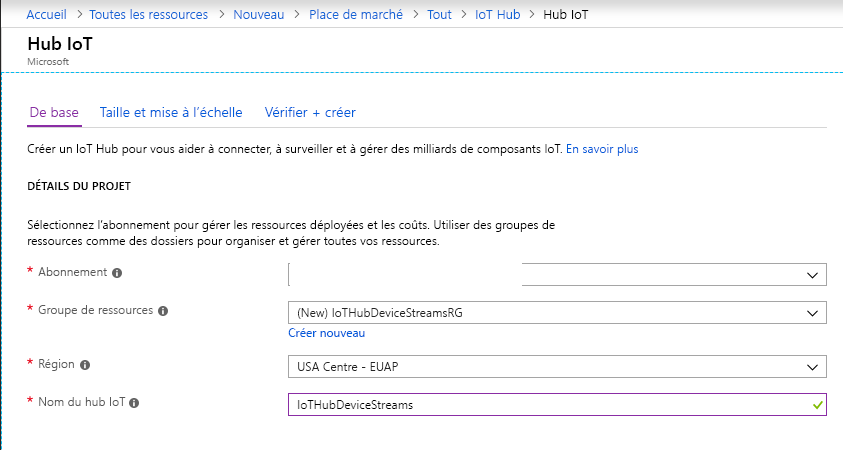 Accueil > Toutes les ressources > Nouveau > Place de marché > Tout > IoT Hub > Hub IoT
Hub IoT
Microsoft
De base Taille et mise à l'échelle Vérifier + créer
Créer un IoT Hub pour vous aider à connecter, à surveiller et à gérer des milliards de composants IoT. En savoir plus
DÉTAILS DU PROJET
Sélectionnez l'abonnement pour gérer les ressources déployées et les coûts. Utiliser des groupes de
ressources comme des dossiers pour organiser et gérer toutes vos ressources.
* Abonnement
* Groupe de ressources (New) IoTHubDeviceStreamsRG
Créer nouveau
* Région USA Centre - EUAP
* Nom du hub IoT IoTHubDeviceStreams